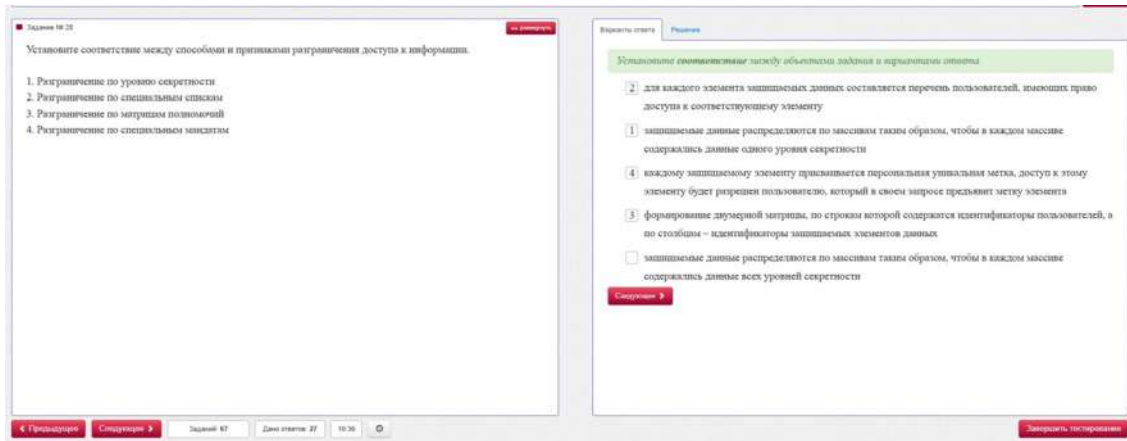 Задание № 28
развернуть
Установите соответствие между способами и признаками разграничения доступа к информации.
1. Разграничение по уровню секретности
2. Разграничение по специальным спискам
3. Разграничение по матрицам полномочий
4. Разграничение по специальным мандатам
Варианты ответа Решение
Установите соответствие между объектами задания и вариантами ответа
2 для каждого элемента защищаемых данных составляется перечень пользователей, имеющих право
доступа к соответствующему элементу
1 защищаемые данные распределяются по массивам таким образом, чтобы в каждом массиве
содержались данные одного уровня секретности
4 каждому защищаемому элементу присваивается персональная уникальная метка, доступ к этому
элементу будет разрешен пользователю, который в своем запросе предъявит метку элемента
3 формирование двумерной матрицы, по строкам которой содержатся идентификаторы пользователей, а
по столбцам – идентификаторы защищаемых элементов данных
защищаемые данные распределяются по массивам таким образом, чтобы в каждом массиве
содержались данные всех уровней секретности
Следующее
Предыдущее Следующее Заданий: 67 Дано ответов: 27 10:36 Завершить тестирование